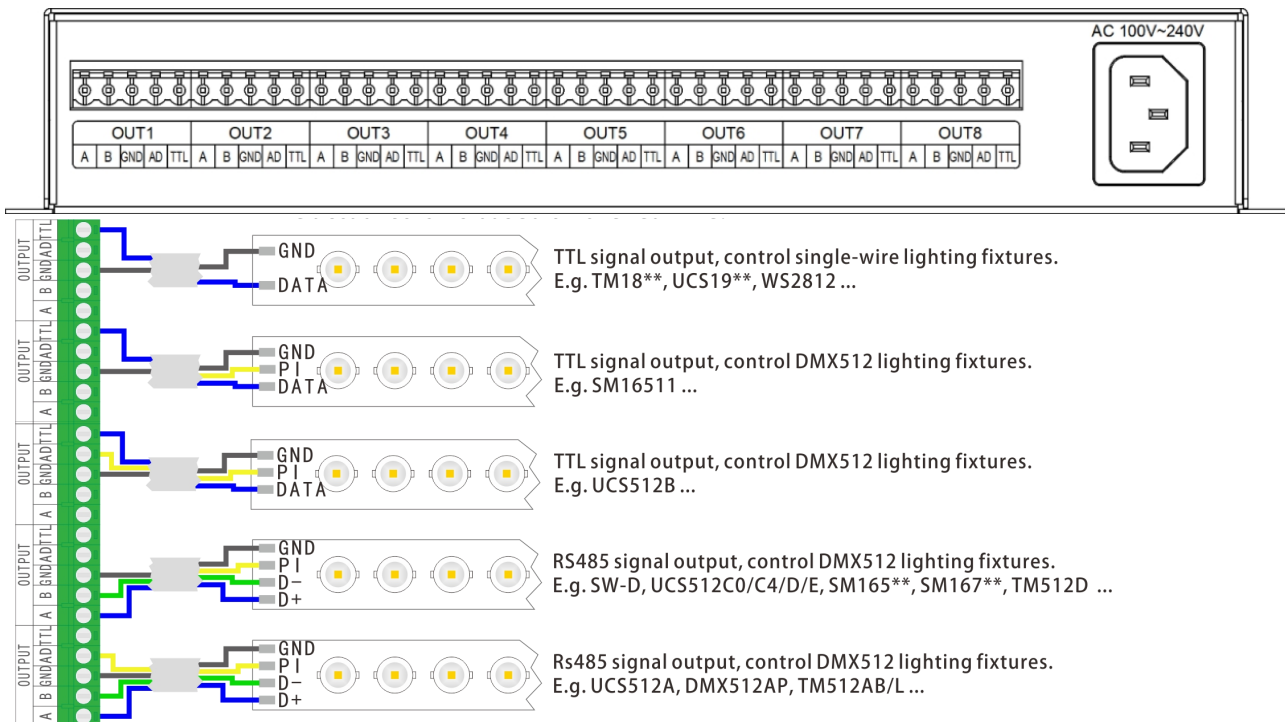 AC 100V~240V
OUT1 OUT2 OUT3 OUT4 OUT5 OUT6 OUT7 OUT8
A B GND AD TTL A B GND AD TTL A B GND AD TTL A B GND AD TTL A B GND AD TTL A B GND AD TTL A B GND AD TTL A B GND AD TTL
OUTPUT
A B GND AD TTL
GND
DATA
TTL signal output, control single-wire lighting fixtures.
E.g. TM18**, UCS19**, WS2812 ...
OUTPUT
A B GND AD TTL
GND
PI
DATA
TTL signal output, control DMX512 lighting fixtures.
E.g. SM16511 ...
OUTPUT
A B GND AD TTL
GND
PI
DATA
TTL signal output, control DMX512 lighting fixtures.
E.g. UCS512B ...
OUTPUT
A B GND AD TTL
GND
PI
D-
D+
RS485 signal output, control DMX512 lighting fixtures.
E.g. SW-D, UCS512C0/C4/D/E, SM165**, SM167**, TM512D ...
OUTPUT
A B GND AD TTL
GND
PI
D-
D+
Rs485 signal output, control DMX512 lighting fixtures.
E.g. UCS512A, DMX512AP, TM512AB/L ...